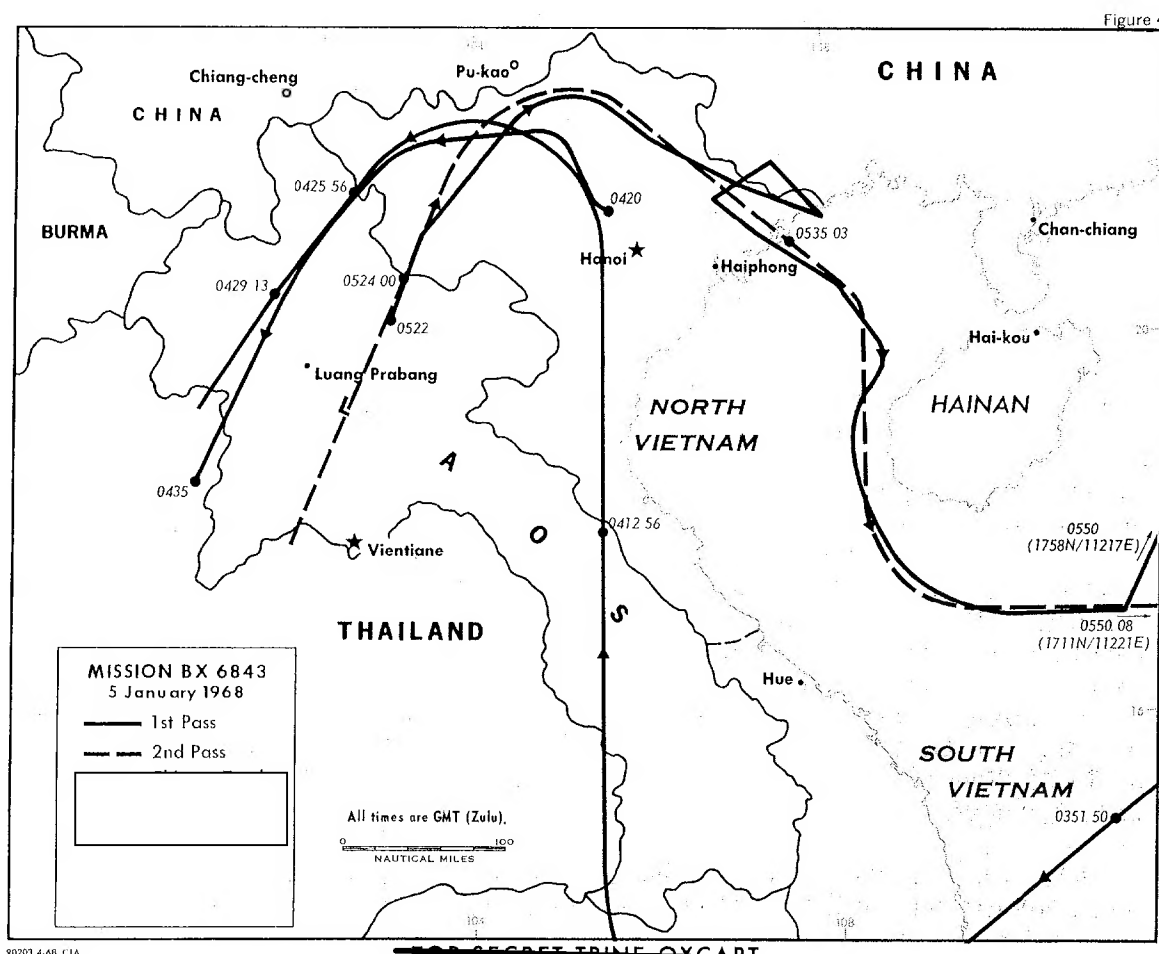 Figure 4
Chiang-cheng
Pu-kao
CHINA
CHINA
0425 56
0420
BURMA
Hanoi
0535 03
Chan-chiang
Haiphong
0429 13
0524 00
0522
20
Hai-kou
Luang Prabang
NORTH
VIETNAM
HAINAN
A
0435
0412 56
O
Vientiane
0550
(1758N/11217E)
S
THAILAND
0550 08
(1711N/11221E)
MISSION BX 6843
5 January 1968
1st Pass
2nd Pass
Hue
16
SOUTH
VIETNAM
0351 50
All times are GMT (Zulu).
0 100
NAUTICAL MILES
108
TOP SECRET TRINE OXCART